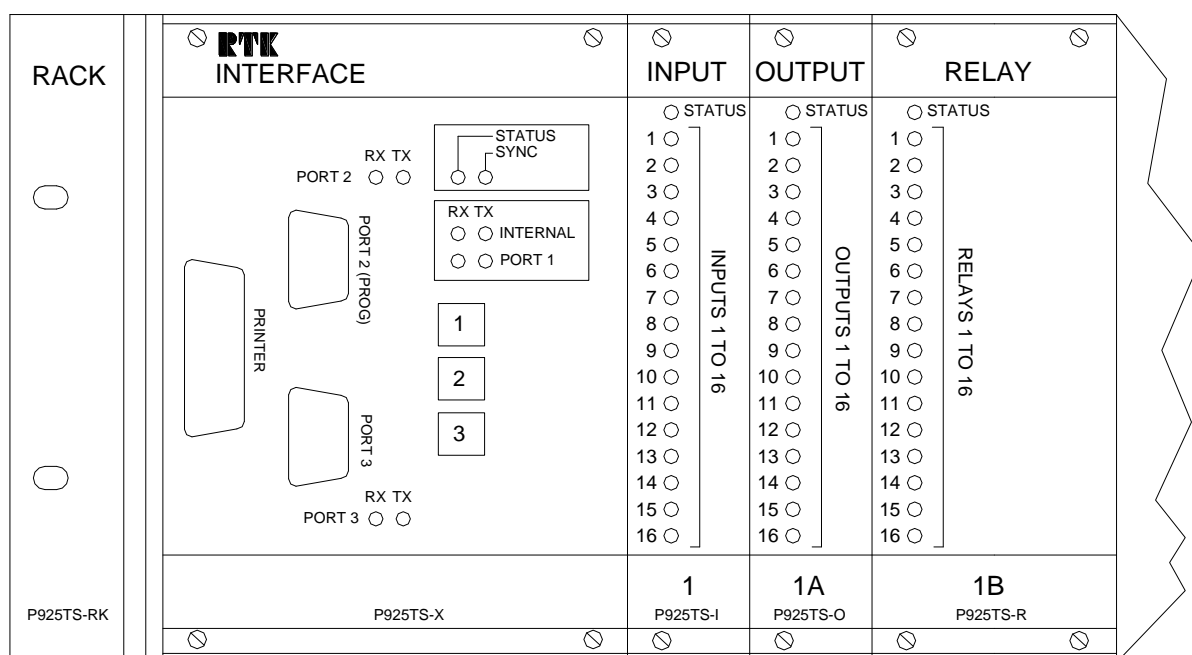 RACK
P925TS-RK
RTK
INTERFACE
STATUS
SYNC
RX TX
PORT 2
RX TX
INTERNAL
PORT 1
PORT 2 (PROG)
PRINTER
1
2
3
PORT 3
RX TX
PORT 3
P925TS-X
INPUT
STATUS
1
2
3
4
5
6
7
8
9
10
11
12
13
14
15
16
INPUTS 1 TO 16
1
P925TS-I
OUTPUT
STATUS
1
2
3
4
5
6
7
8
9
10
11
12
13
14
15
16
OUTPUTS 1 TO 16
1A
P925TS-O
RELAY
STATUS
1
2
3
4
5
6
7
8
9
10
11
12
13
14
15
16
RELAYS 1 TO 16
1B
P925TS-R